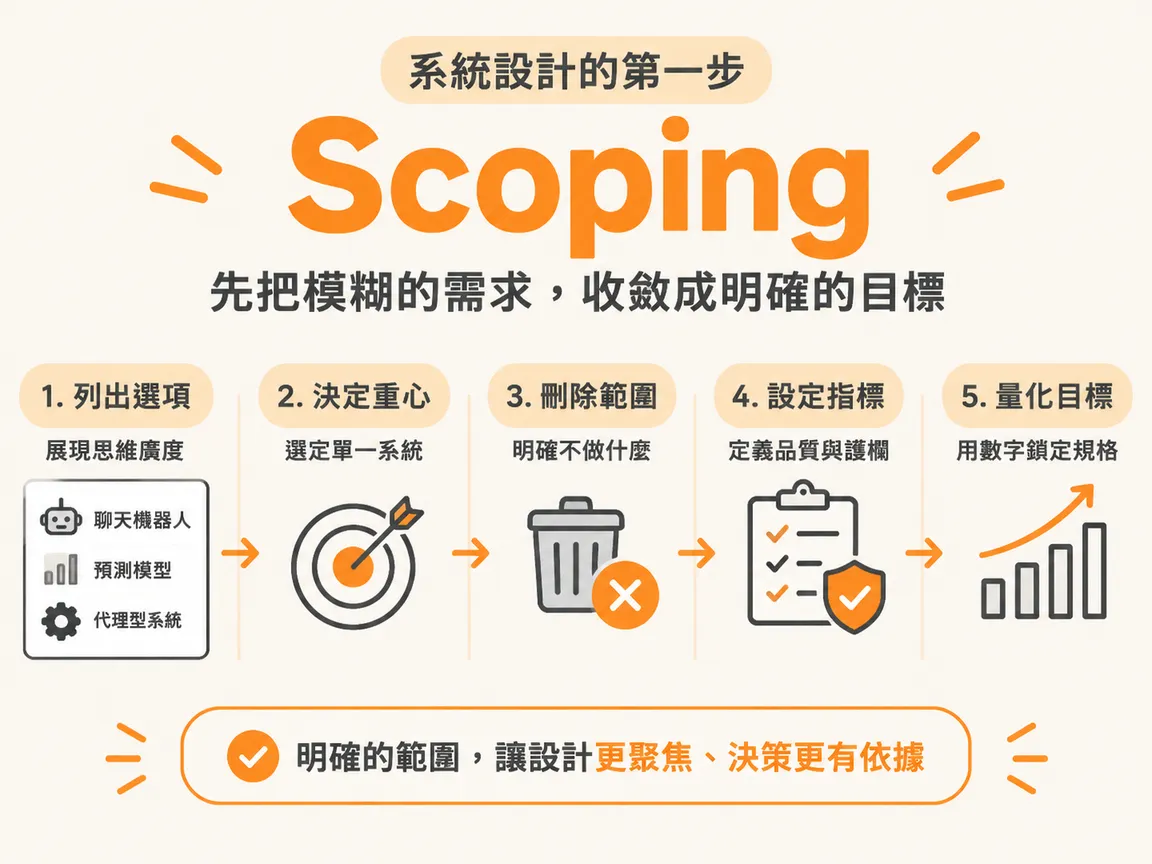 系統設計的第一步
Scoping
先把模糊的需求，收斂成明確的目標
1. 列出選項
展現思維廣度
聊天機器人
預測模型
代理型系統
2. 決定重心
選定單一系統
3. 刪除範圍
明確不做什麼
4. 設定指標
定義品質與護欄
5. 量化目標
用數字鎖定規格
明確的範圍，讓設計更聚焦、決策更有依據